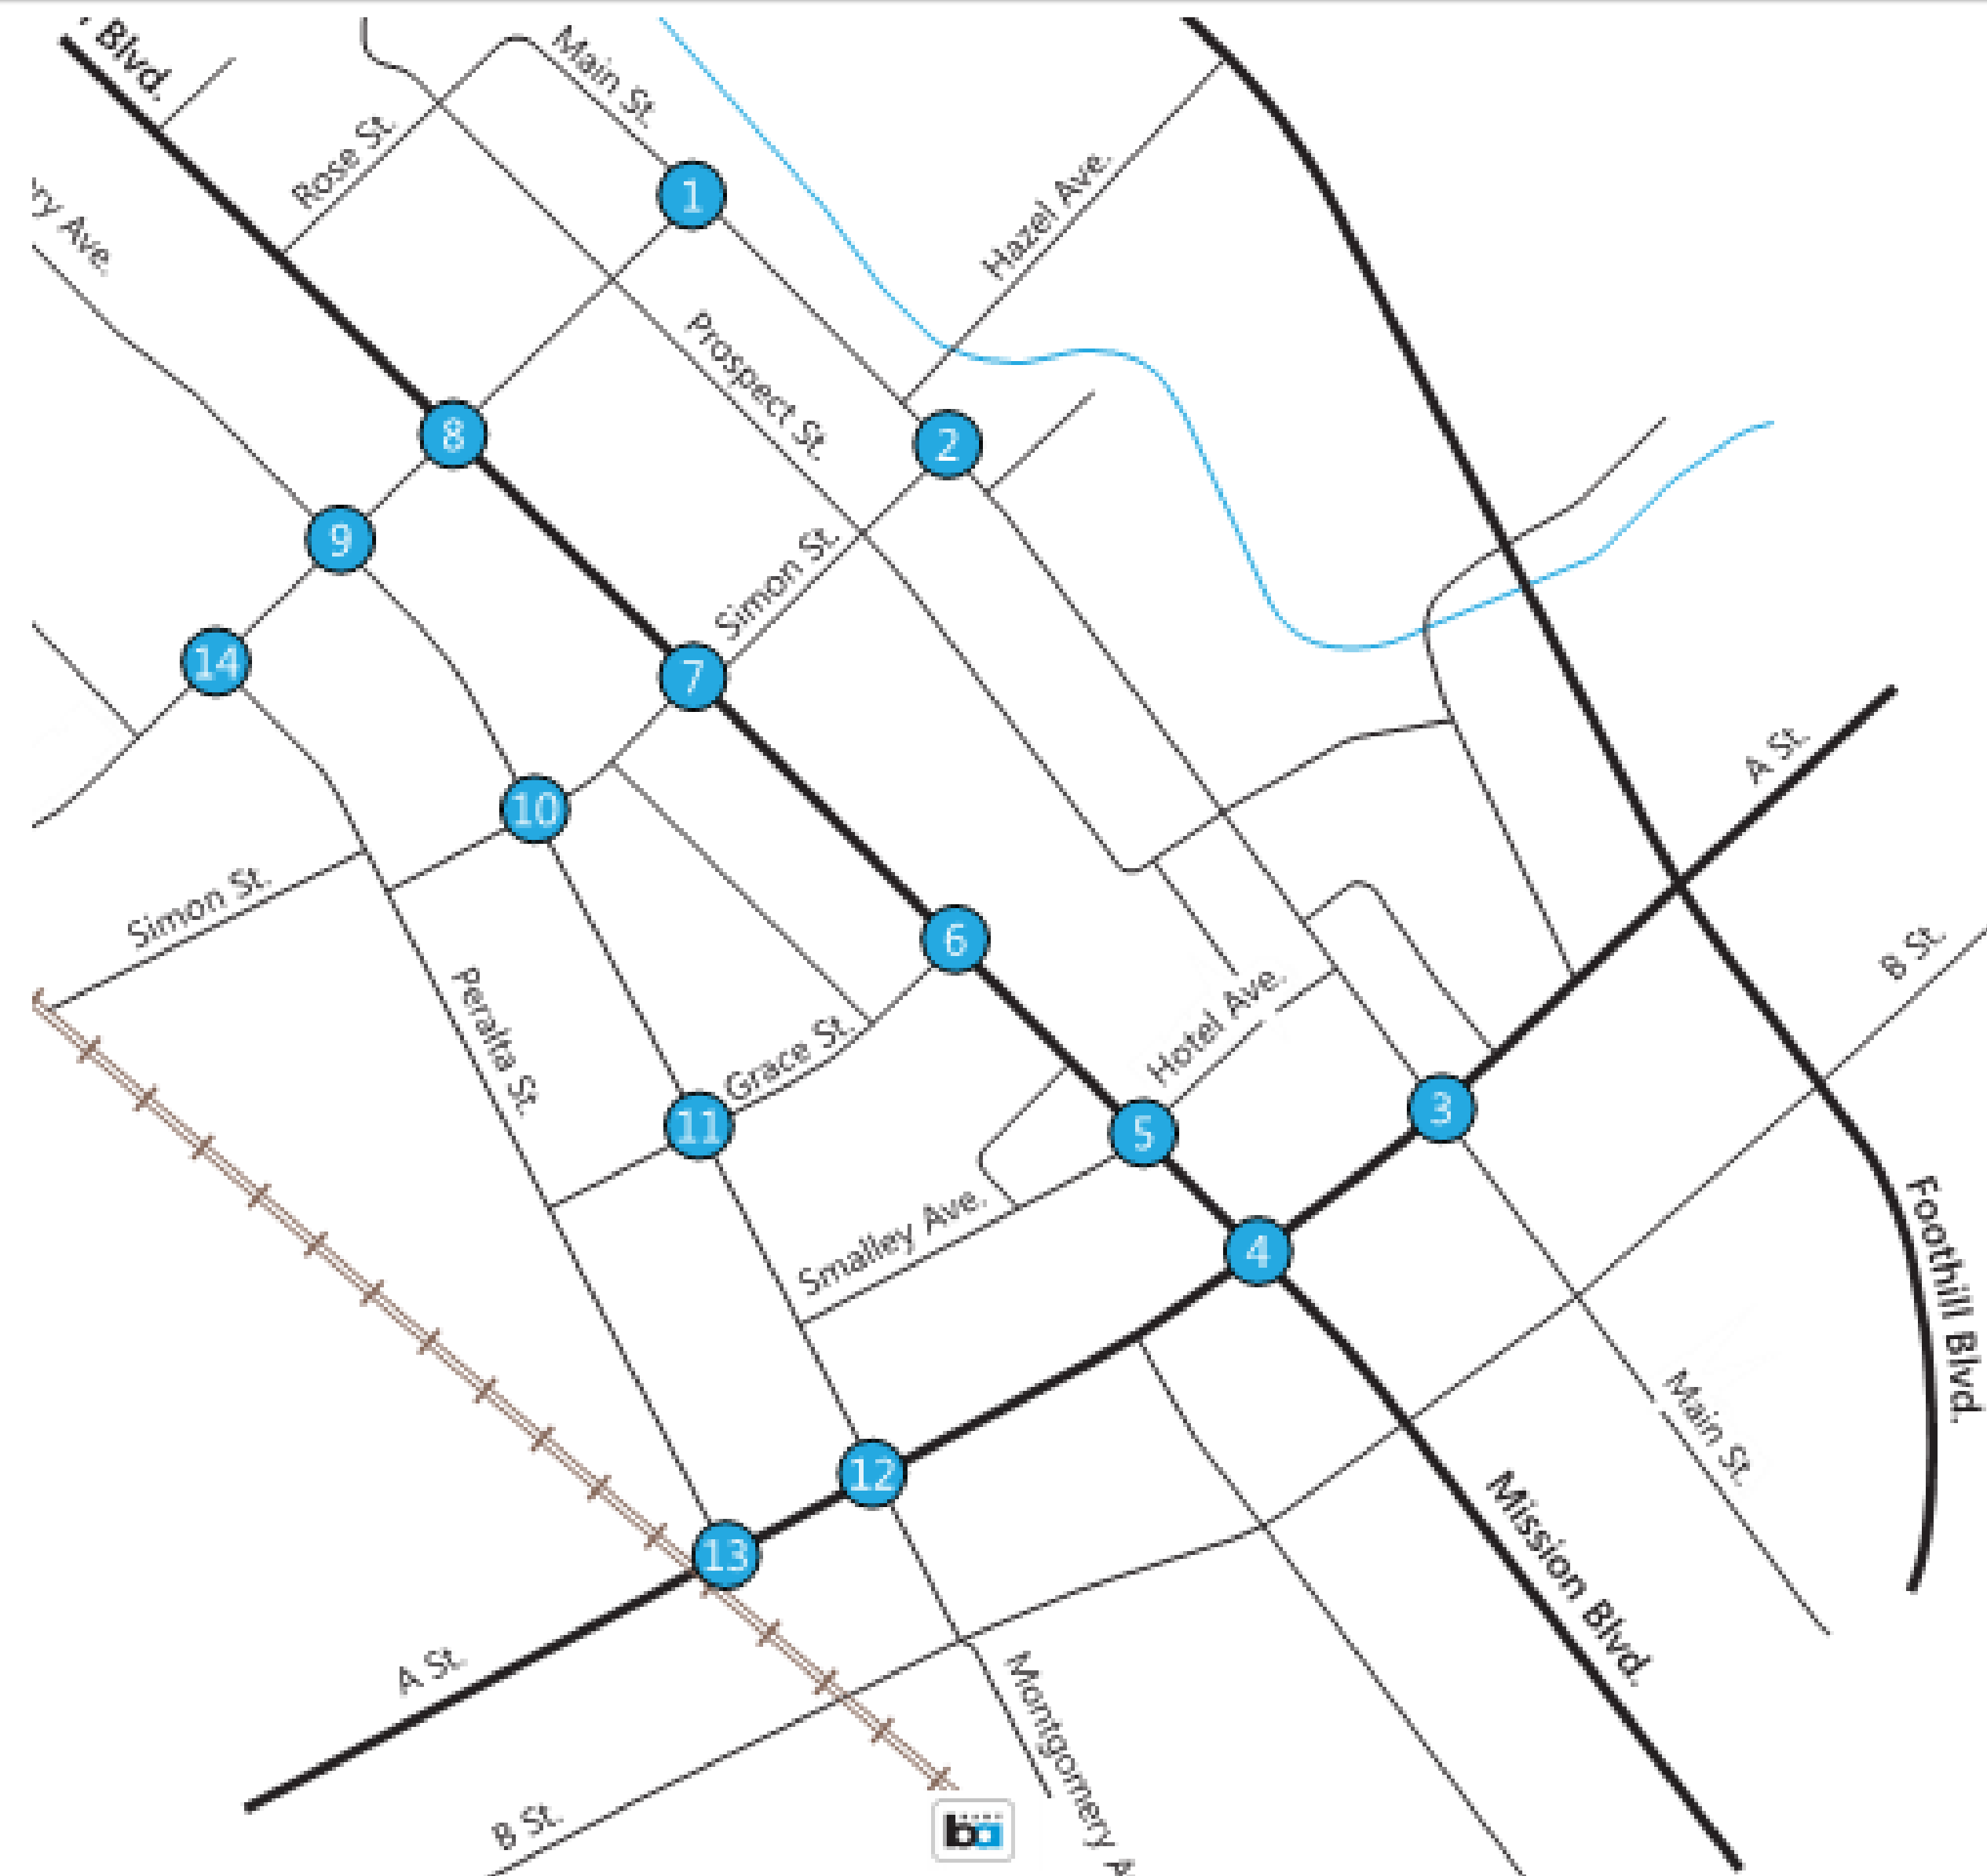 Blvd.
Main St.
Rose St.
ry Ave.
1
Hazel Ave.
Prospect St.
8
2
9
Simon St.
14
7
A St.
10
Simon St.
6
B St.
Peralta St.
Hotel Ave.
Grace St.
3
11
5
Foothill Blvd.
Smalley Ave.
4
Main St.
12
Mission Blvd.
13
A St.
Montgomery A
B St.
ba